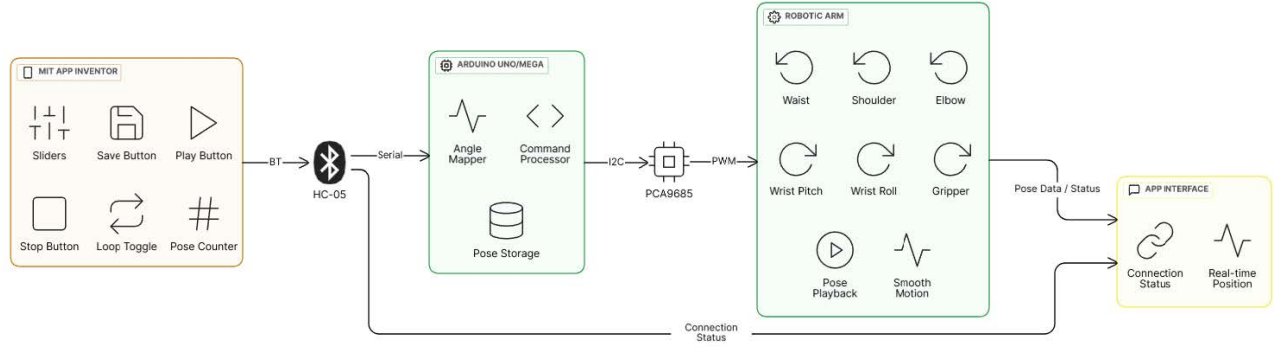 MIT APP INVENTOR
Sliders
Save Button
Play Button
Stop Button
Loop Toggle
Pose Counter
BT
HC-05
Serial
ARDUINO UNO/MEGA
Angle
Mapper
Command
Processor
Pose Storage
I2C
PCA9685
PWM
ROBOTIC ARM
Waist
Shoulder
Elbow
Wrist Pitch
Wrist Roll
Gripper
Pose
Playback
Smooth
Motion
Pose Data / Status
Connection
Status
APP INTERFACE
Connection
Status
Real-time
Position